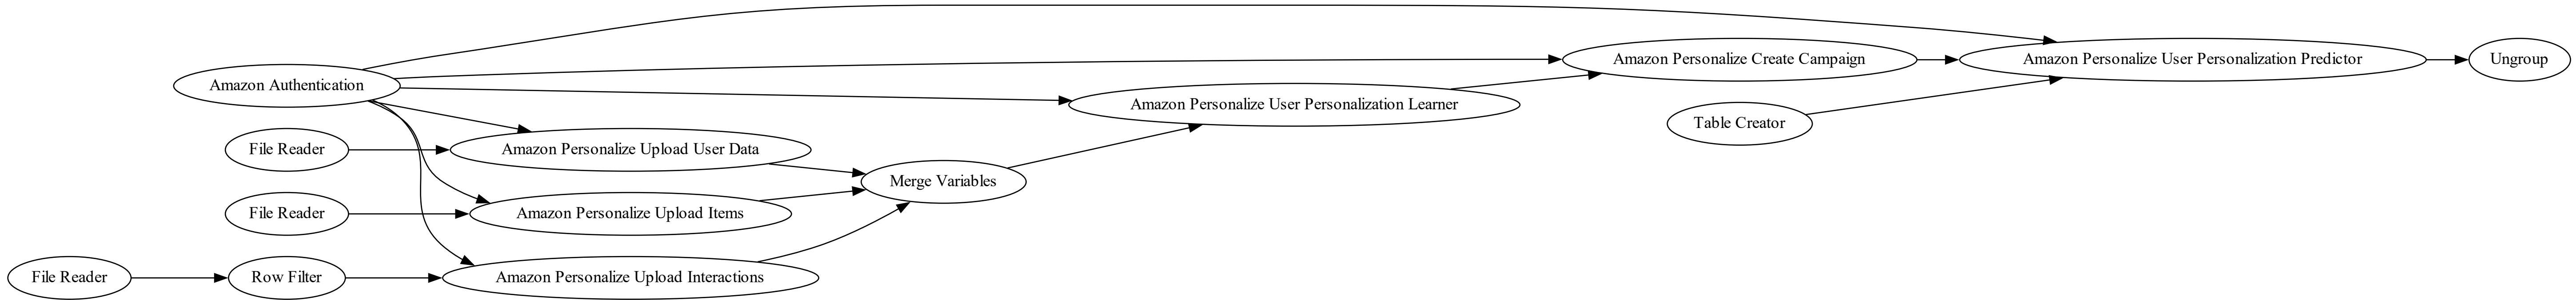 Amazon Authentication
File Reader
File Reader
File Reader
Row Filter
Amazon Personalize Upload User Data
Amazon Personalize Upload Items
Amazon Personalize Upload Interactions
Merge Variables
Amazon Personalize User Personalization Learner
Amazon Personalize Create Campaign
Table Creator
Amazon Personalize User Personalization Predictor
Ungroup